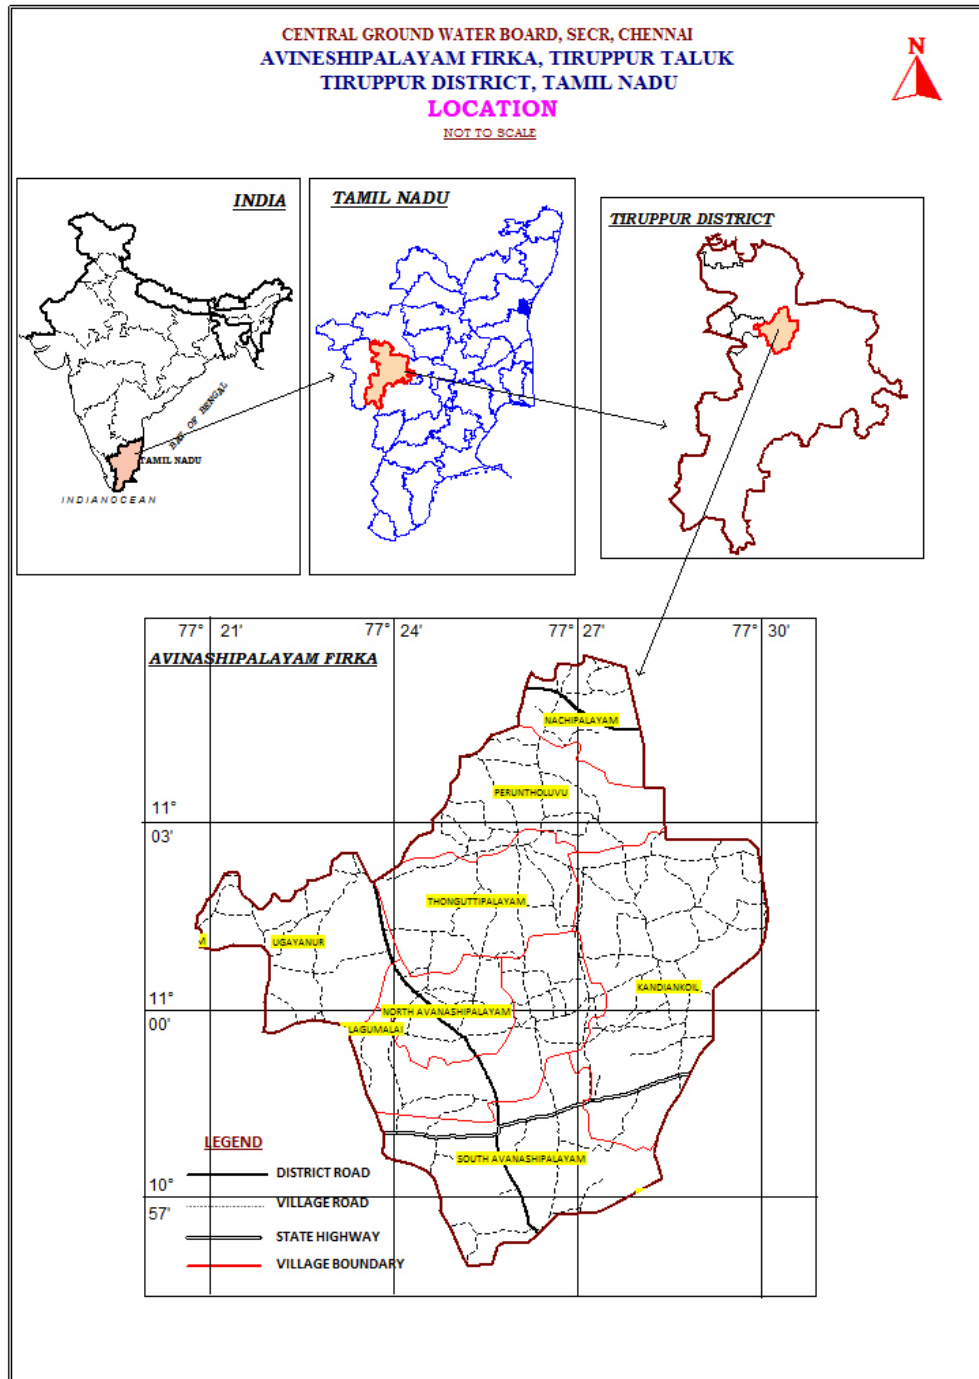 CENTRAL GROUND WATER BOARD, SECR, CHENNAI
AVINESHIPALAYAM FIRKA, TIRUPPUR TALUK
TIRUPPUR DISTRICT, TAMIL NADU
LOCATION
NOT TO SCALE
N
INDIA
TAMIL NADU
TIRUPPUR DISTRICT
BAY OF BENGAL
TAMIL NADU
INDIANOCEAN
77° 21' 77° 24' 77° 27' 77° 30'
AVINASHIPALAYAM FIRKA
NACHIPALAYAM
PERUNTHOLUVU
11°
03'
THONGUTTIPALAYAM
M
UGAYANUR
KANDIANKOIL
11°
00'
NORTH AVANASHIPALAYAM
LAGUMALAI
LEGEND
SOUTH AVANASHIPALAYAM
DISTRICT ROAD
10°
57'
VILLAGE ROAD
STATE HIGHWAY
VILLAGE BOUNDARY